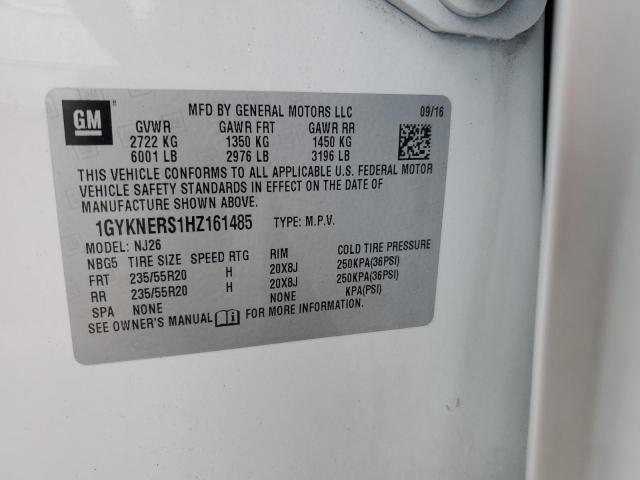 GM
MFD BY GENERAL MOTORS LLC 09/16
GVWR GAWR FRT GAWR RR
2722 KG 1350 KG 1450 KG
6001 LB 2976 LB 3196 LB
THIS VEHICLE CONFORMS TO ALL APPLICABLE U.S. FEDERAL MOTOR
VEHICLE SAFETY STANDARDS IN EFFECT ON THE DATE OF
MANUFACTURE SHOWN ABOVE.
1GYKNERS1HZ161485 TYPE: M.P.V.
MODEL: NJ26
NBG5 TIRE SIZE SPEED RTG RIM COLD TIRE PRESSURE
FRT 235/55R20 H 20X8J 250KPA(36PSI)
RR 235/55R20 H 20X8J 250KPA(36PSI)
SPA NONE NONE KPA(PSI)
SEE OWNER'S MANUAL FOR MORE INFORMATION.